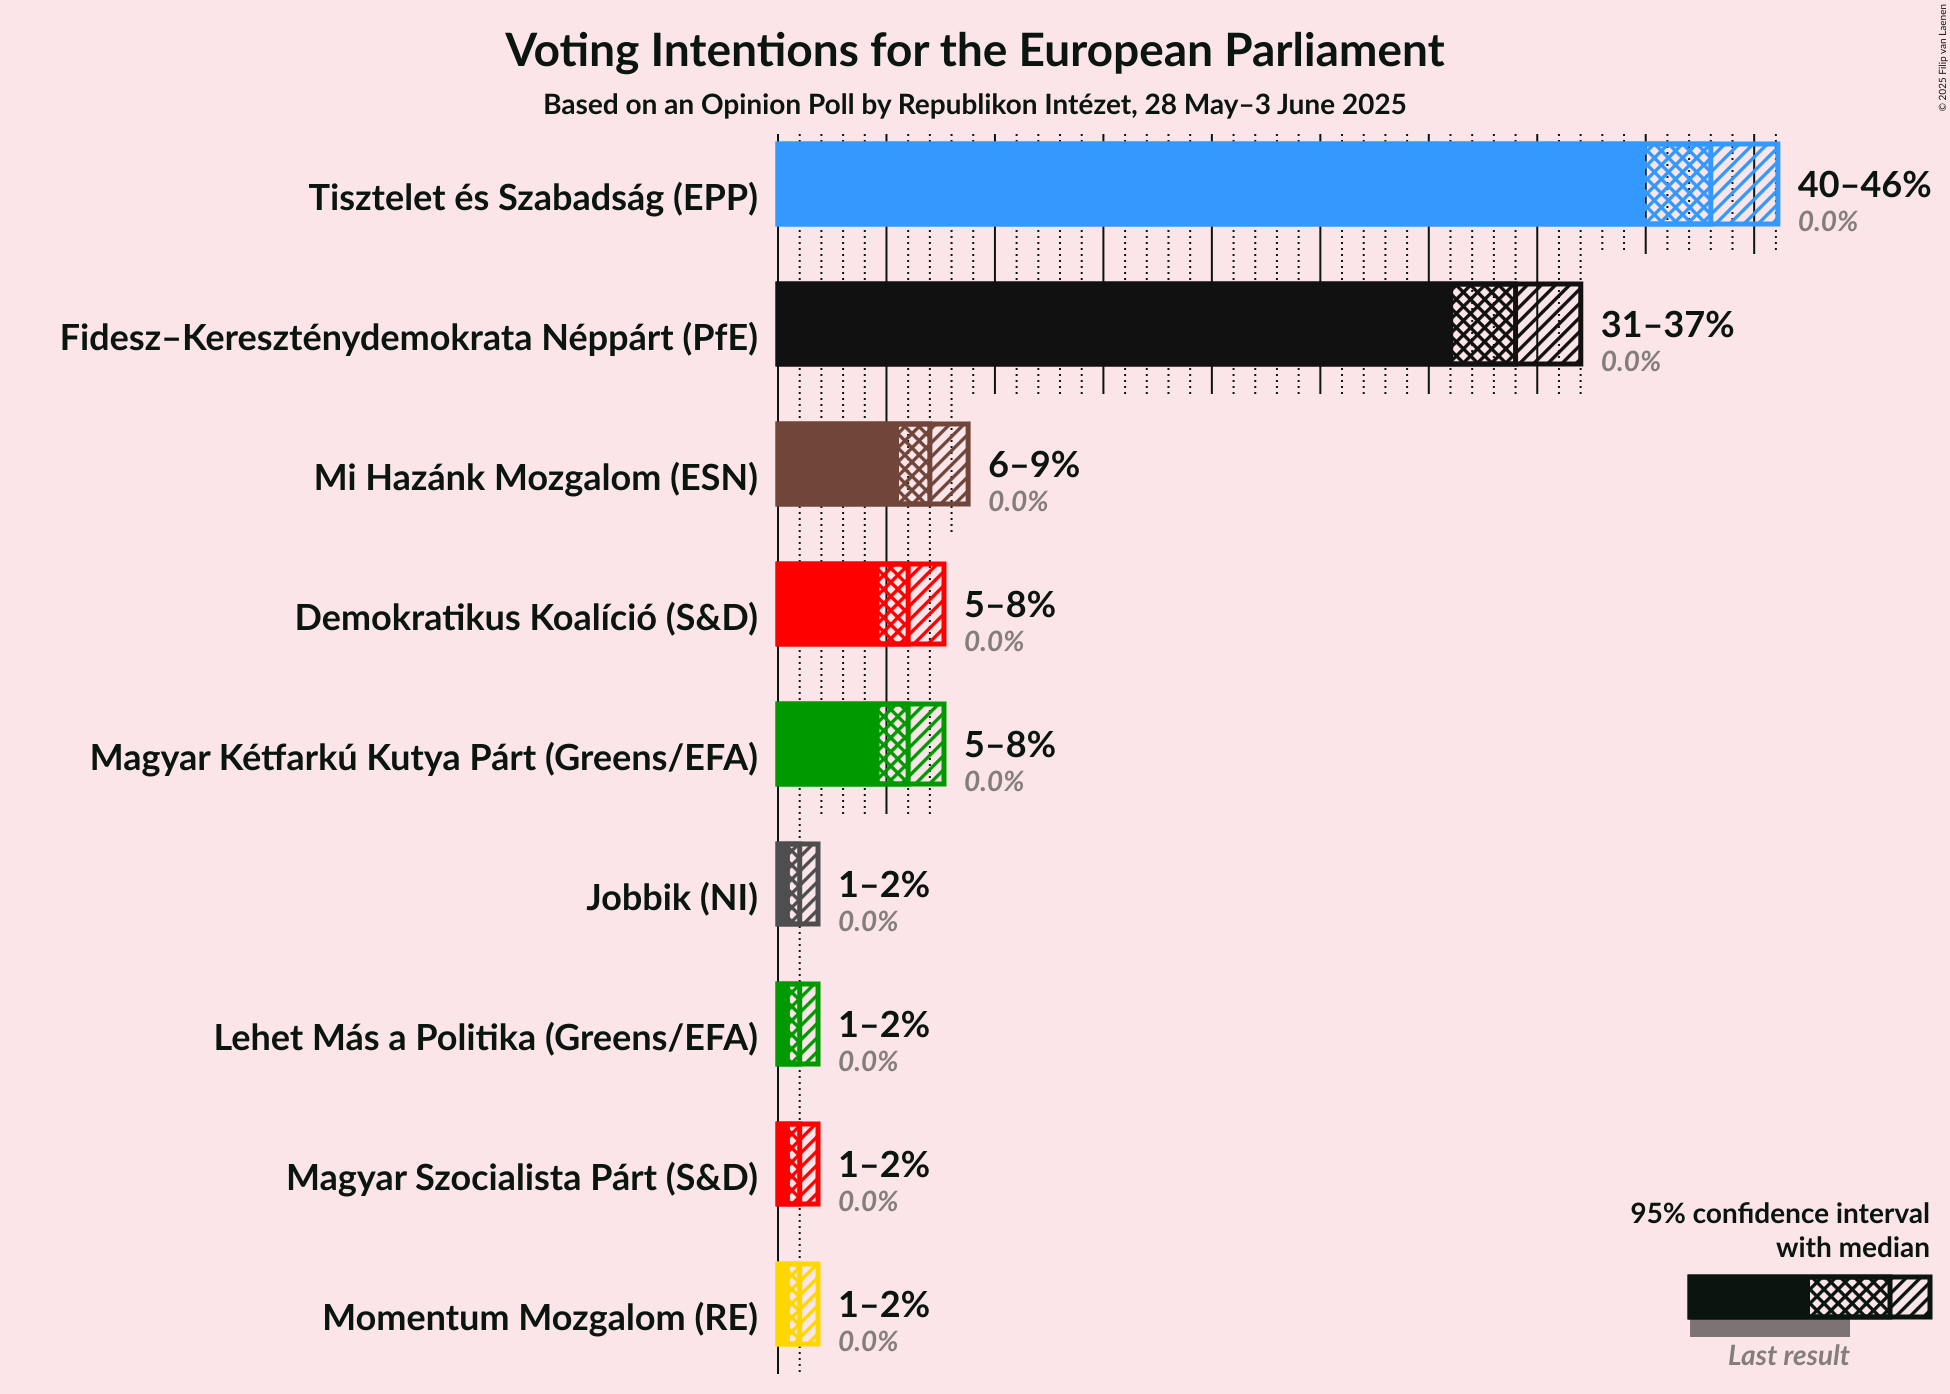 Voting Intentions for the European Parliament
Based on an Opinion Poll by Republikon Intézet, 28 May–3 June 2025
© 2025 Filip van Laenen
Tisztelet és Szabadság (EPP)
40–46%
0.0%
Fidesz–Kereszténydemokrata Néppárt (PfE)
31–37%
0.0%
Mi Hazánk Mozgalom (ESN)
6–9%
0.0%
Demokratikus Koalíció (S&D)
5–8%
0.0%
Magyar Kétfarkú Kutya Párt (Greens/EFA)
5–8%
0.0%
Jobbik (NI)
1–2%
0.0%
Lehet Más a Politika (Greens/EFA)
1–2%
0.0%
Magyar Szocialista Párt (S&D)
1–2%
0.0%
Momentum Mozgalom (RE)
1–2%
0.0%
95% confidence interval
with median
Last result